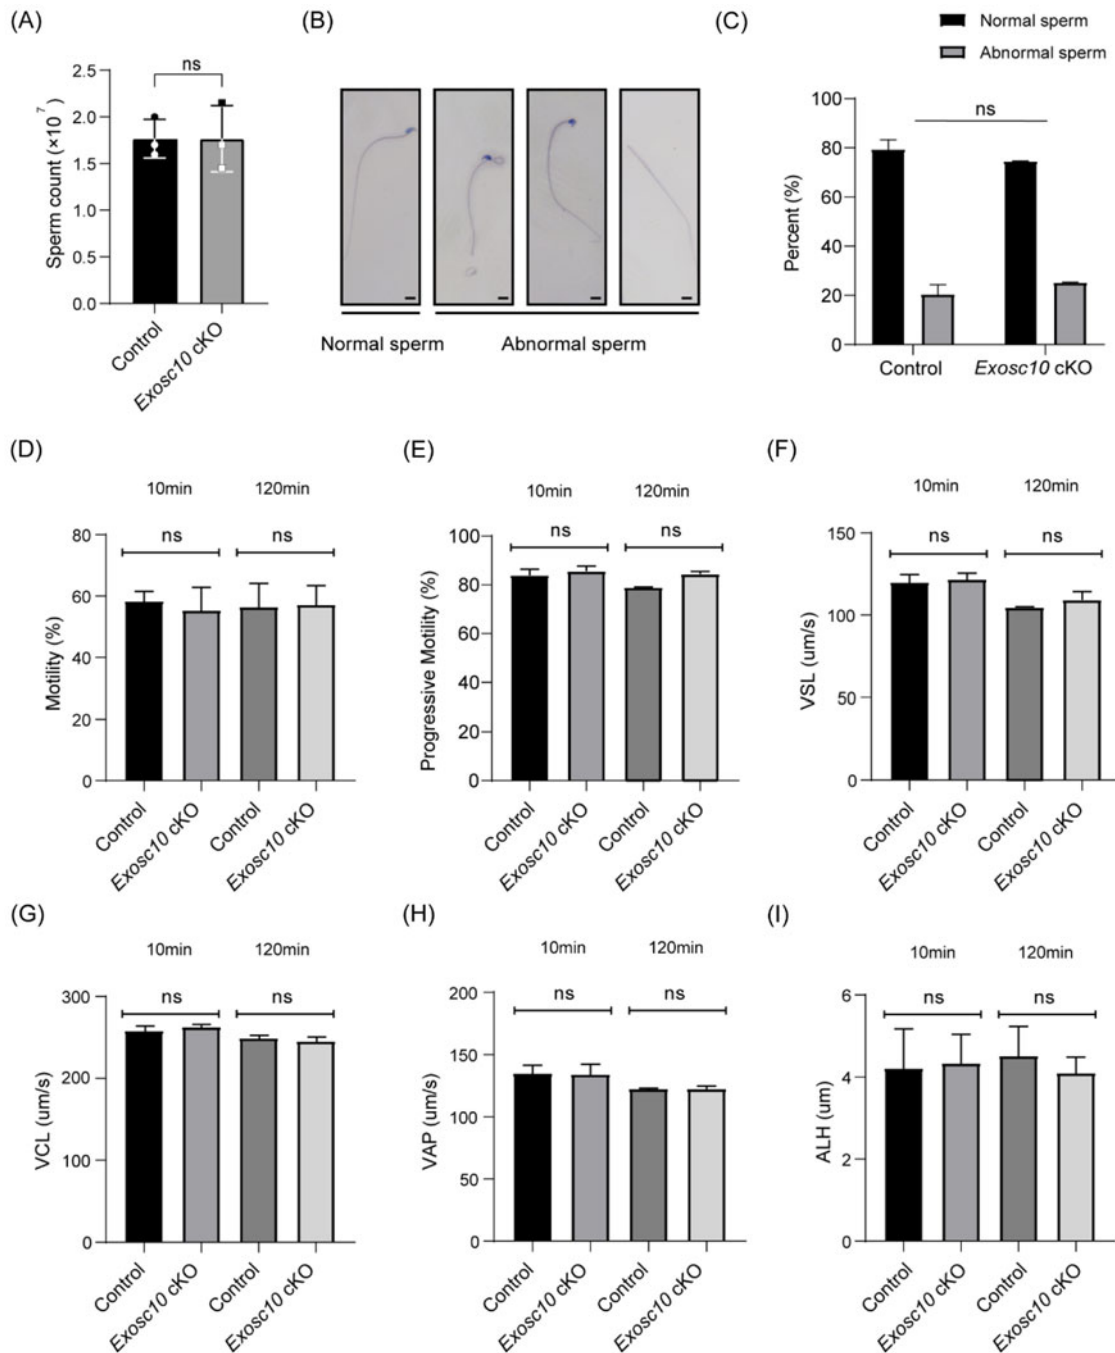 (A)
ns
Sperm count (×10⁷)
2.5
2.0
1.5
1.0
0.5
0.0
Control
Exosc10 cKO
(B)
Normal sperm
Abnormal sperm
(C)
Normal sperm
Abnormal sperm
ns
Percent (%)
100
80
60
40
20
0
Control
Exosc10 cKO
(D)
10min
120min
ns
ns
Motility (%)
80
60
40
20
0
Control
Exosc10 cKO
Control
Exosc10 cKO
(E)
10min
120min
ns
ns
Progressive Motility (%)
100
80
60
40
20
0
Control
Exosc10 cKO
Control
Exosc10 cKO
(F)
10min
120min
ns
ns
VSL (um/s)
150
100
50
0
Control
Exosc10 cKO
Control
Exosc10 cKO
(G)
10min
120min
ns
ns
VCL (um/s)
300
200
100
0
Control
Exosc10 cKO
Control
Exosc10 cKO
(H)
10min
120min
ns
ns
VAP (um/s)
200
150
100
50
0
Control
Exosc10 cKO
Control
Exosc10 cKO
(I)
10min
120min
ns
ns
ALH (um)
6
4
2
0
Control
Exosc10 cKO
Control
Exosc10 cKO